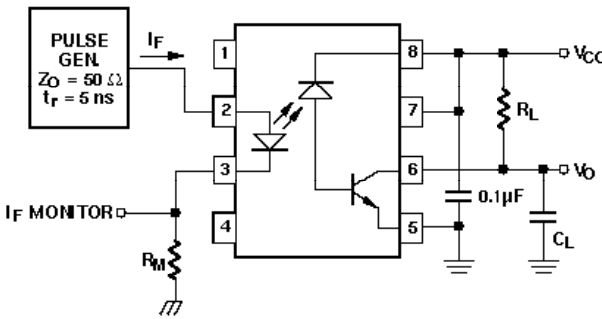 PULSE
GEN.
ZO = 50 Ω
tr = 5 ns
IF
1
2
3
4
8
7
6
5
VCC
RL
VO
0.1µF
CL
IF MONITOR
RM